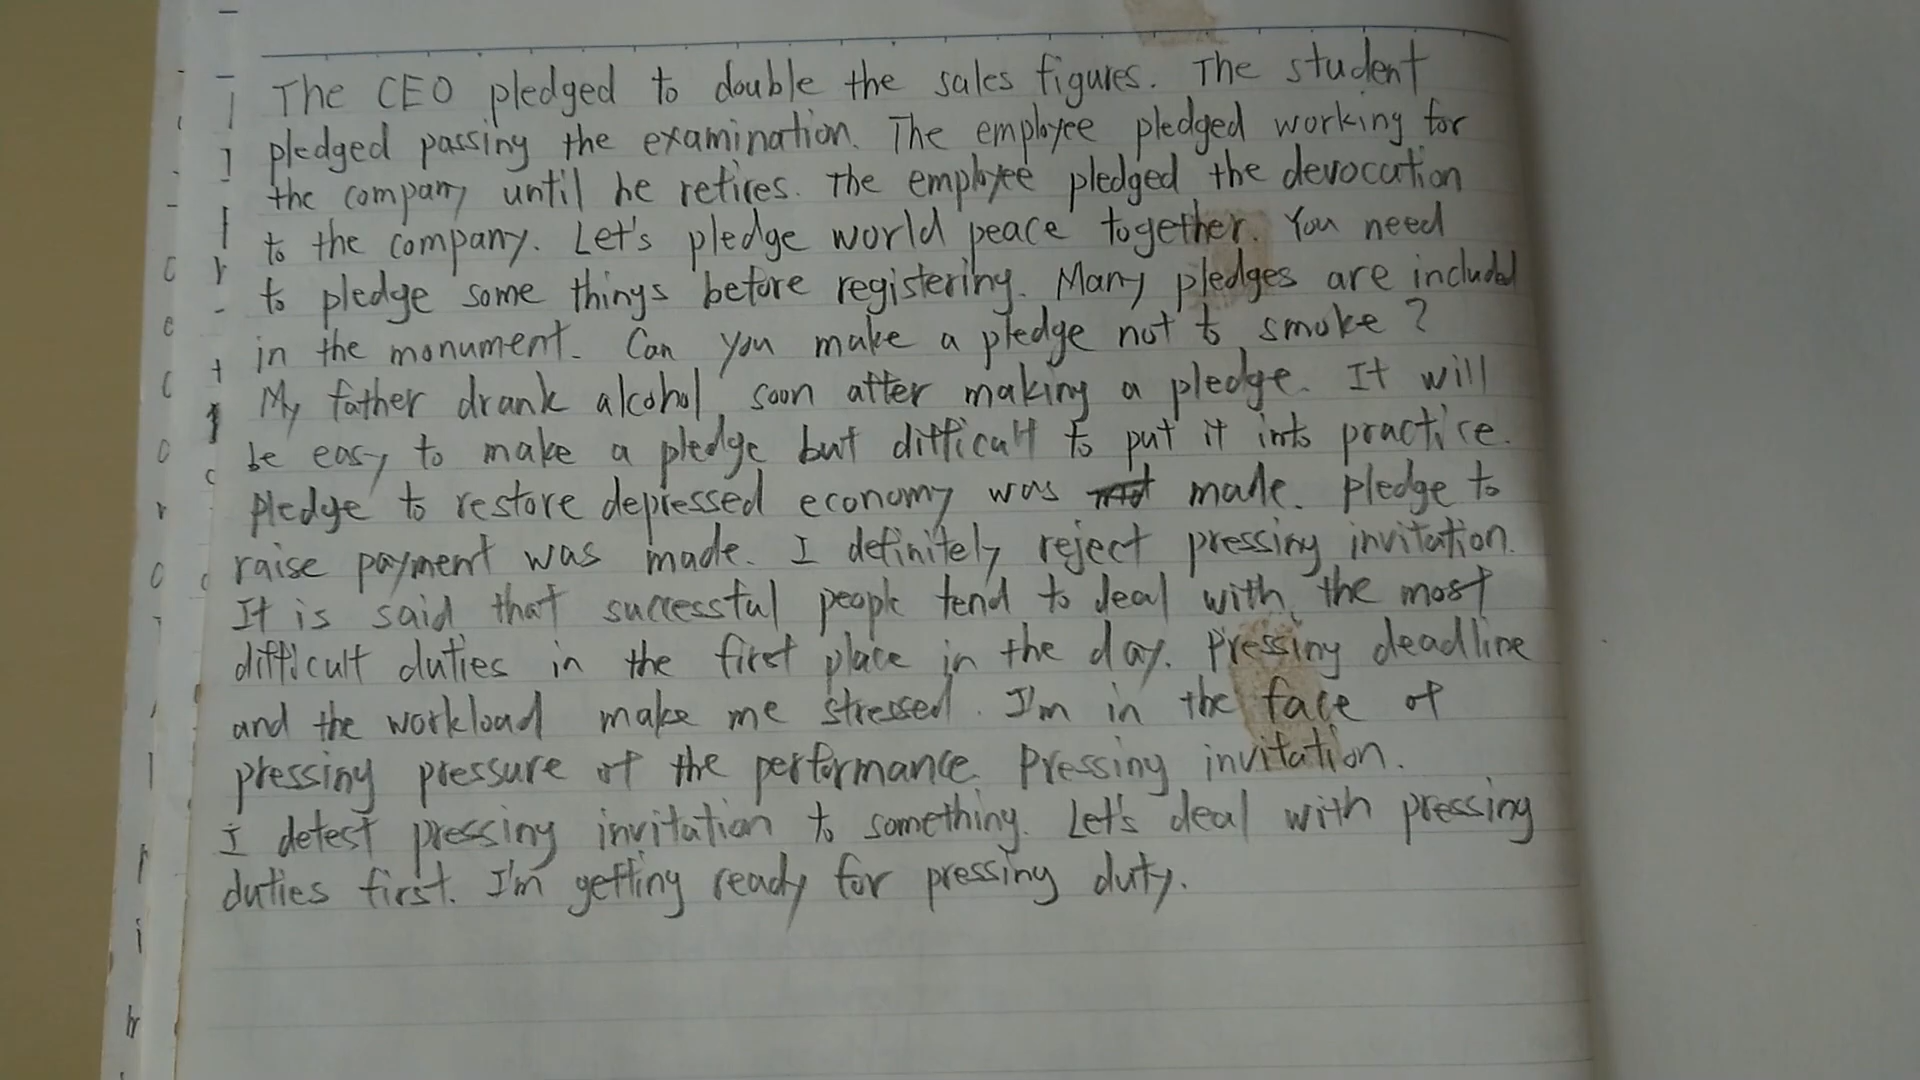 The CEO pledged to double the sales figures. The student
pledged passing the examination. The employee pledged working for
the company until he retires. The employee pledged the devocation
to the company. Let's pledge world peace together. You need
to pledge some things before registering. Many pledges are included
in the monument. Can you make a pledge not to smoke?
My father drank alcohol soon after making a pledge. It will
be easy to make a pledge but difficult to put it into practice.
Pledge to restore depressed economy was made. Pledge to
raise payment was made. I definitely reject pressing invitation.
It is said that successful people tend to deal with the most
difficult duties in the first place in the day. Pressing deadline
and the workload make me stressed. I'm in the face of
pressing pressure of the performance. Pressing invitation.
I detest pressing invitation to something. Let's deal with pressing
duties first. I'm getting ready for pressing duty.